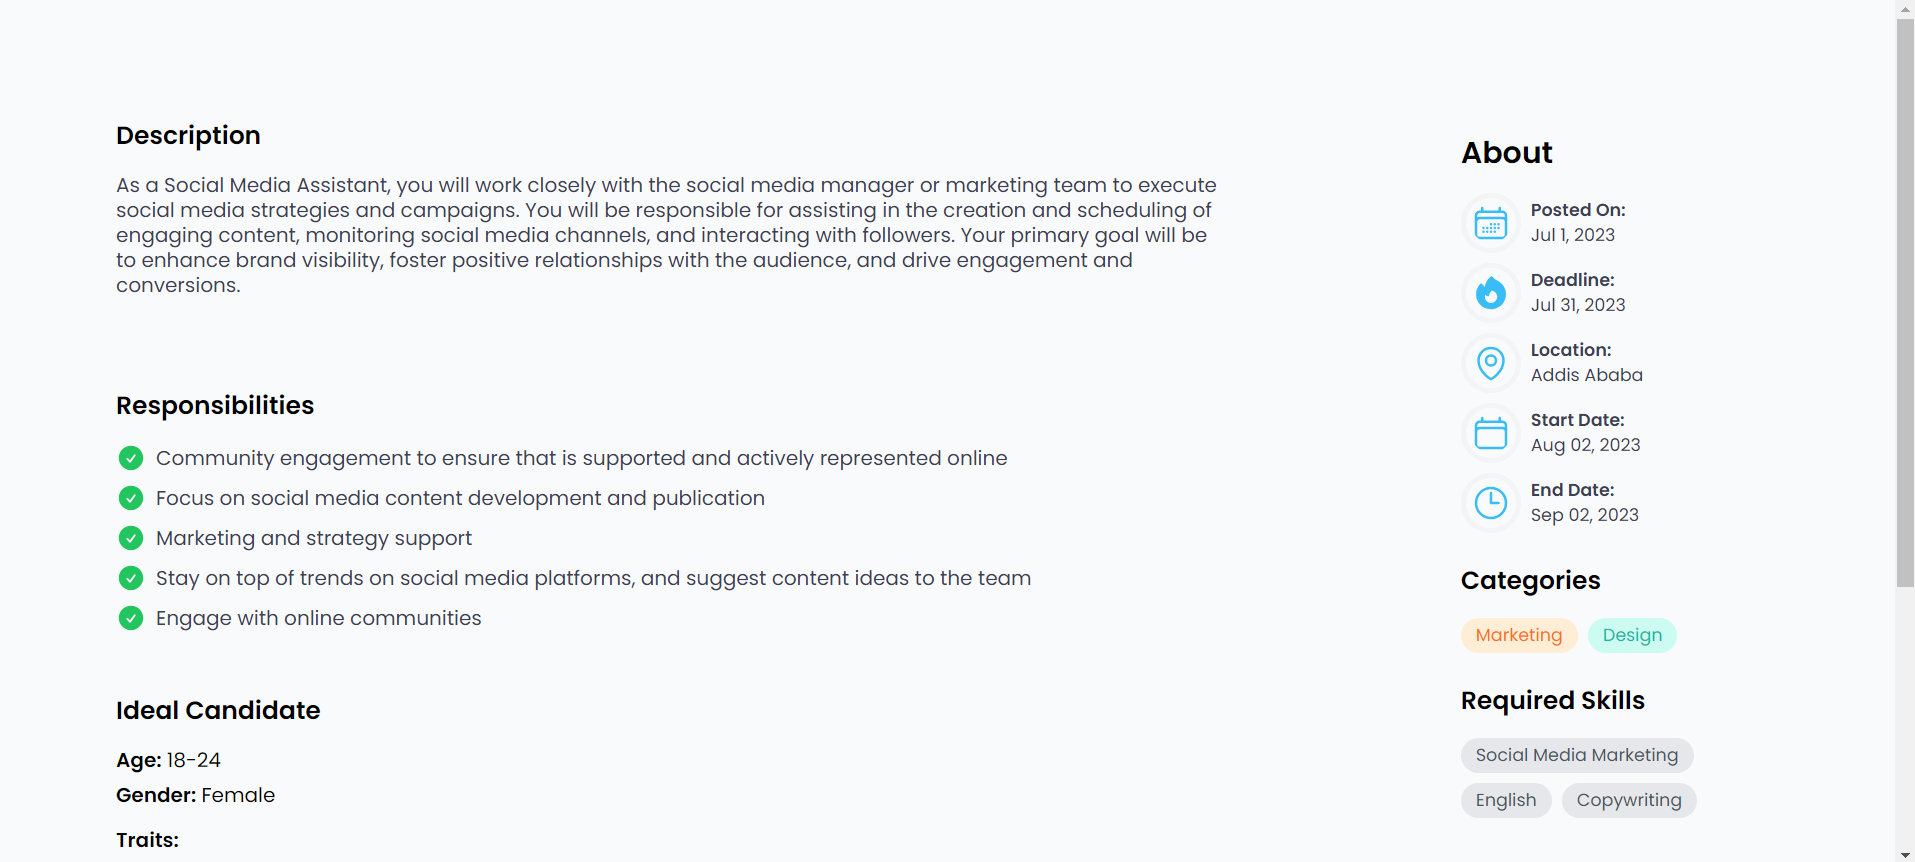 Description
As a Social Media Assistant, you will work closely with the social media manager or marketing team to execute
social media strategies and campaigns. You will be responsible for assisting in the creation and scheduling of
engaging content, monitoring social media channels, and interacting with followers. Your primary goal will be
to enhance brand visibility, foster positive relationships with the audience, and drive engagement and
conversions.
Responsibilities
Community engagement to ensure that is supported and actively represented online
Focus on social media content development and publication
Marketing and strategy support
Stay on top of trends on social media platforms, and suggest content ideas to the team
Engage with online communities
Ideal Candidate
Age: 18-24
Gender: Female
Traits:
About
Posted On:
Jul 1, 2023
Deadline:
Jul 31, 2023
Location:
Addis Ababa
Start Date:
Aug 02, 2023
End Date:
Sep 02, 2023
Categories
Marketing Design
Required Skills
Social Media Marketing
English Copywriting